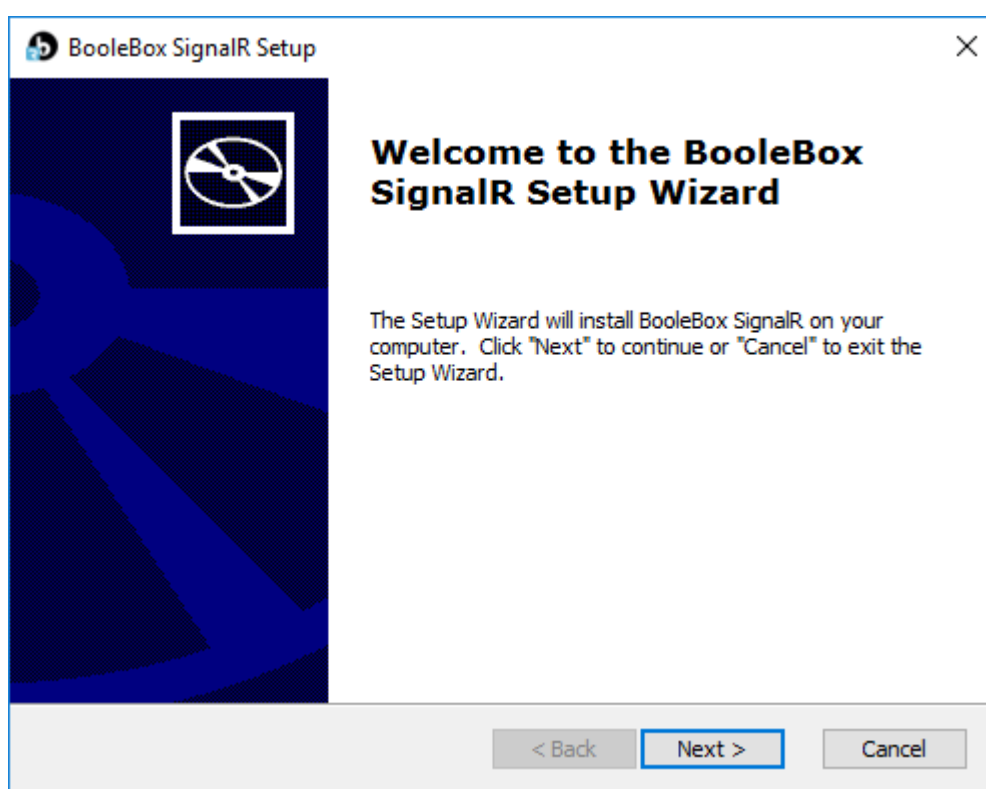 BooleBox SignalR Setup
Welcome to the BooleBox
SignalR Setup Wizard
The Setup Wizard will install BooleBox SignalR on your
computer.  Click "Next" to continue or "Cancel" to exit the
Setup Wizard.
< Back
Next >
Cancel